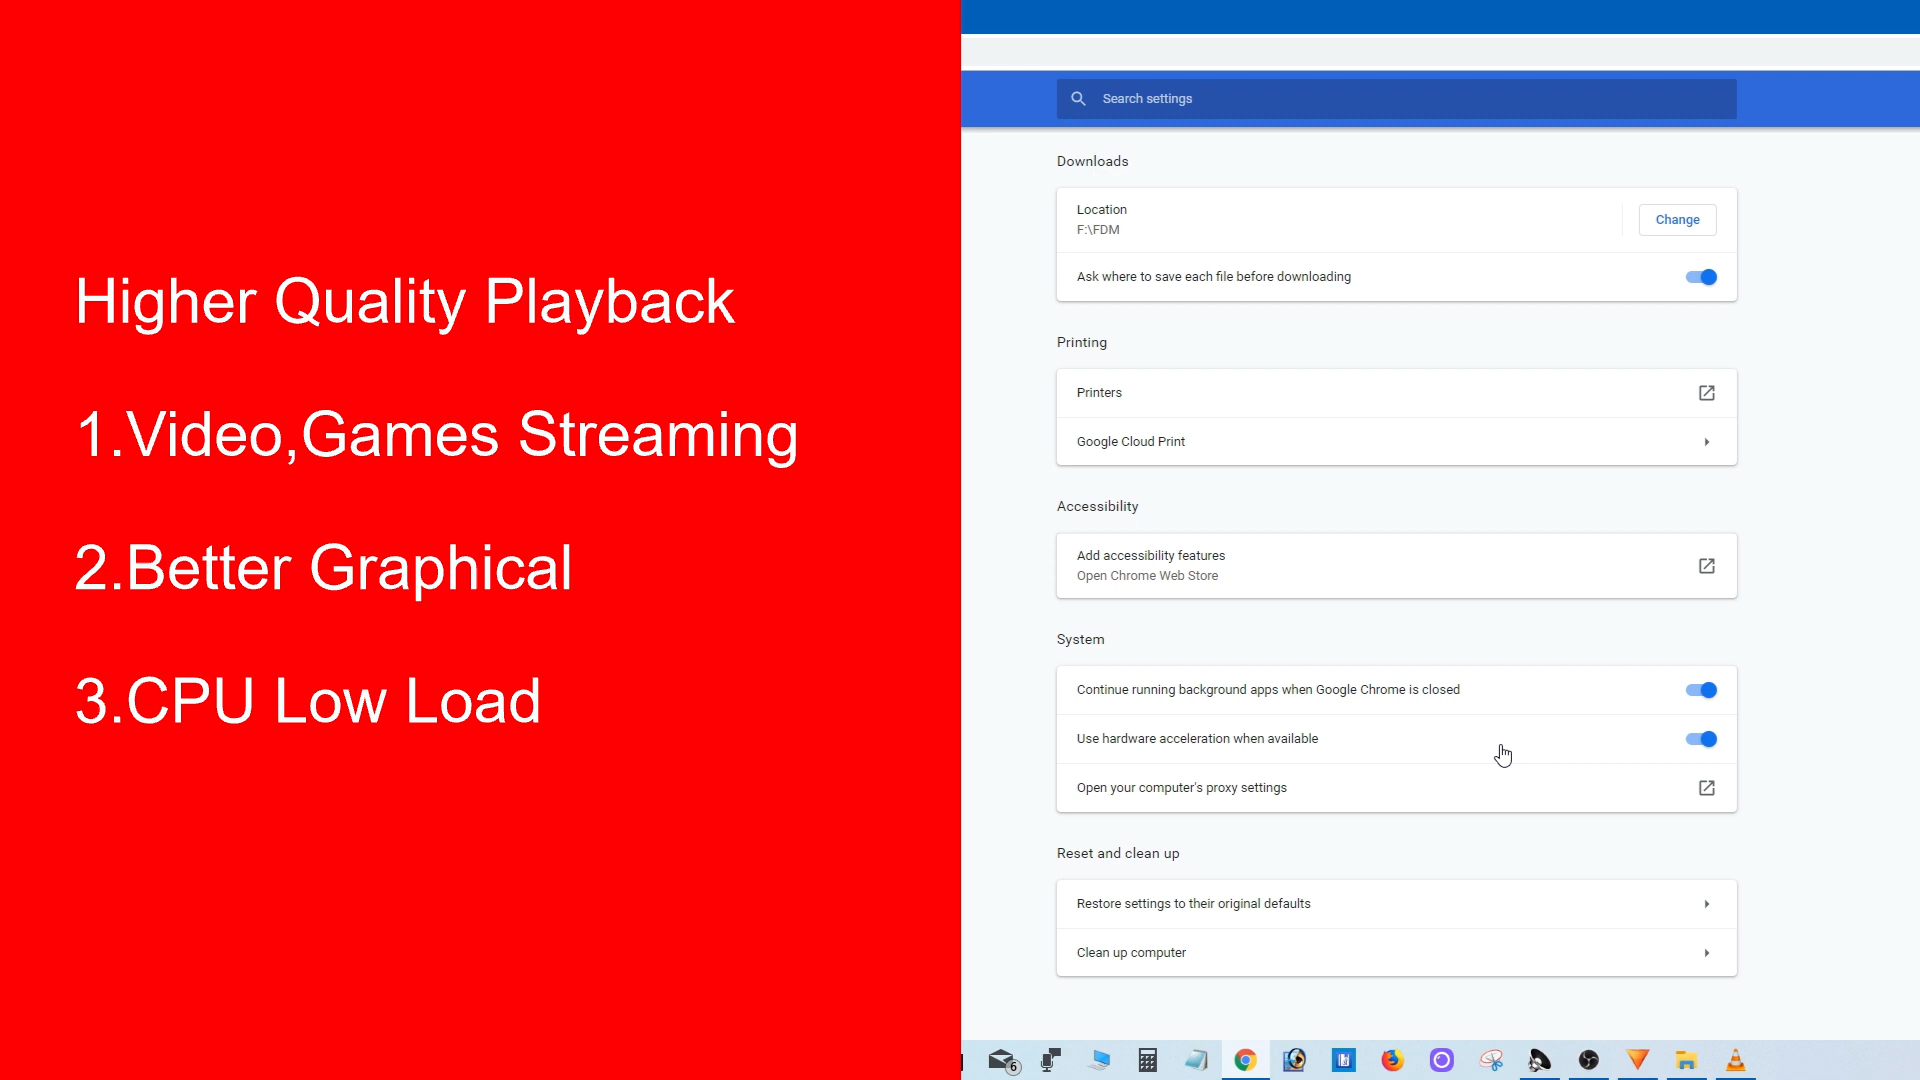 Higher Quality Playback
1.Video,Games Streaming
2.Better Graphical
3.CPU Low Load
Search settings
Downloads
Location
F:\FDM
Change
Ask where to save each file before downloading
Printing
Printers
Google Cloud Print
Accessibility
Add accessibility features
Open Chrome Web Store
System
Continue running background apps when Google Chrome is closed
Use hardware acceleration when available
Open your computer's proxy settings
Reset and clean up
Restore settings to their original defaults
Clean up computer
6